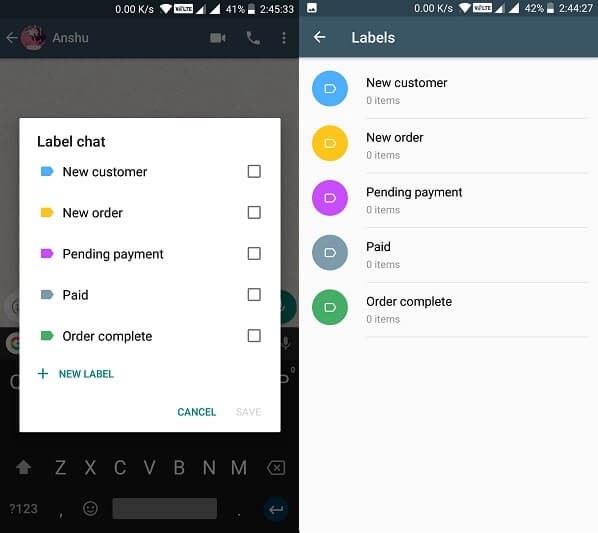 0.00 K/s VoLTE 41% 2:45:33
Anshu
Label chat
New customer
New order
Pending payment
Paid
Order complete
+ NEW LABEL
CANCEL SAVE
P 0
Z X C V B N M
?123 , .
0.00 K/s VoLTE 42% 2:44:27
Labels
New customer
0 items
New order
0 items
Pending payment
0 items
Paid
0 items
Order complete
0 items